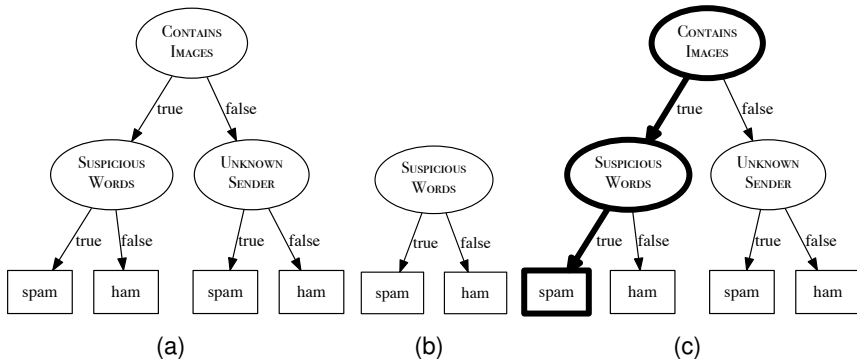 CONTAINS
IMAGES
true
false
SUSPICIOUS
WORDS
UNKNOWN
SENDER
true
false
true
false
spam
ham
spam
ham
(a)
SUSPICIOUS
WORDS
true
false
spam
ham
(b)
CONTAINS
IMAGES
true
false
SUSPICIOUS
WORDS
UNKNOWN
SENDER
true
false
true
false
spam
ham
spam
ham
(c)